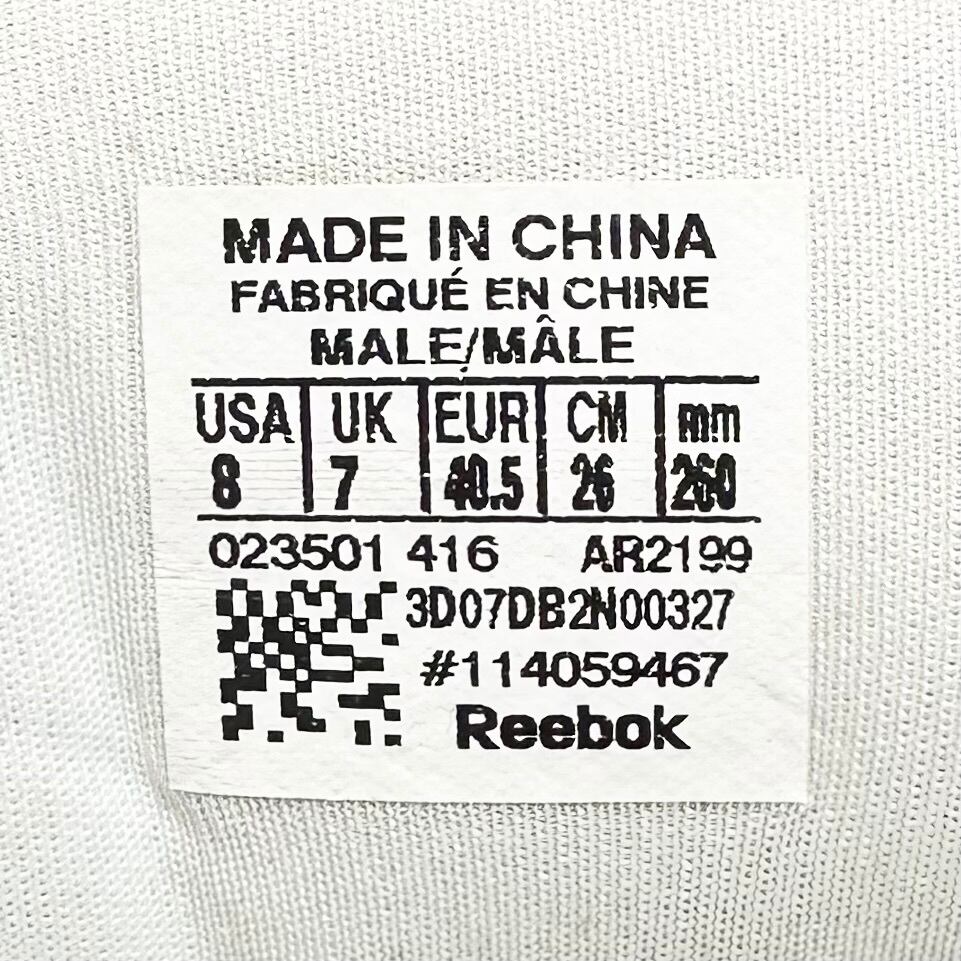 MADE IN CHINA
FABRIQUÉ EN CHINE
MALE/MÂLE
USA UK EUR CM mm
8 7 40.5 26 260
023501 416 AR2199
3D07DB2N00327
#114059467
Reebok